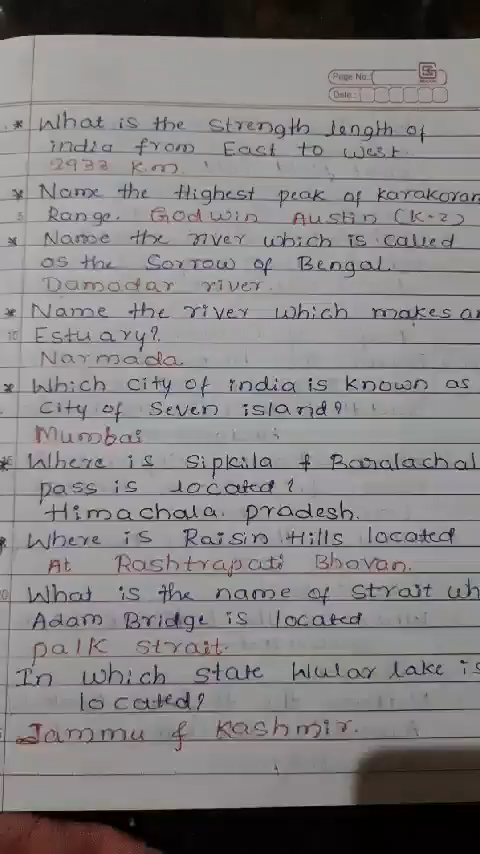 Page No.:
Date:
* What is the strength length of
india from East to west.
2933 K.m
* Name the Highest peak of karakoran
5 Range. Godwin Austin (K-2)
* Name the river which is called
as the Sorrow of Bengal.
Damodar river.
* Name the river which makes an
10 Estuary?
Narmada
* Which city of india is known as
city of Seven island?
Mumbai
* Where is Sipkila & Baralachal
pass is located?
Himachala. pradesh.
* Where is Raisin Hills located
At Rashtrapati Bhavan.
What is the name of strait wh
Adam Bridge is located
palk strait.
In which state Wular lake is
located?
Jammu & Kashmir.